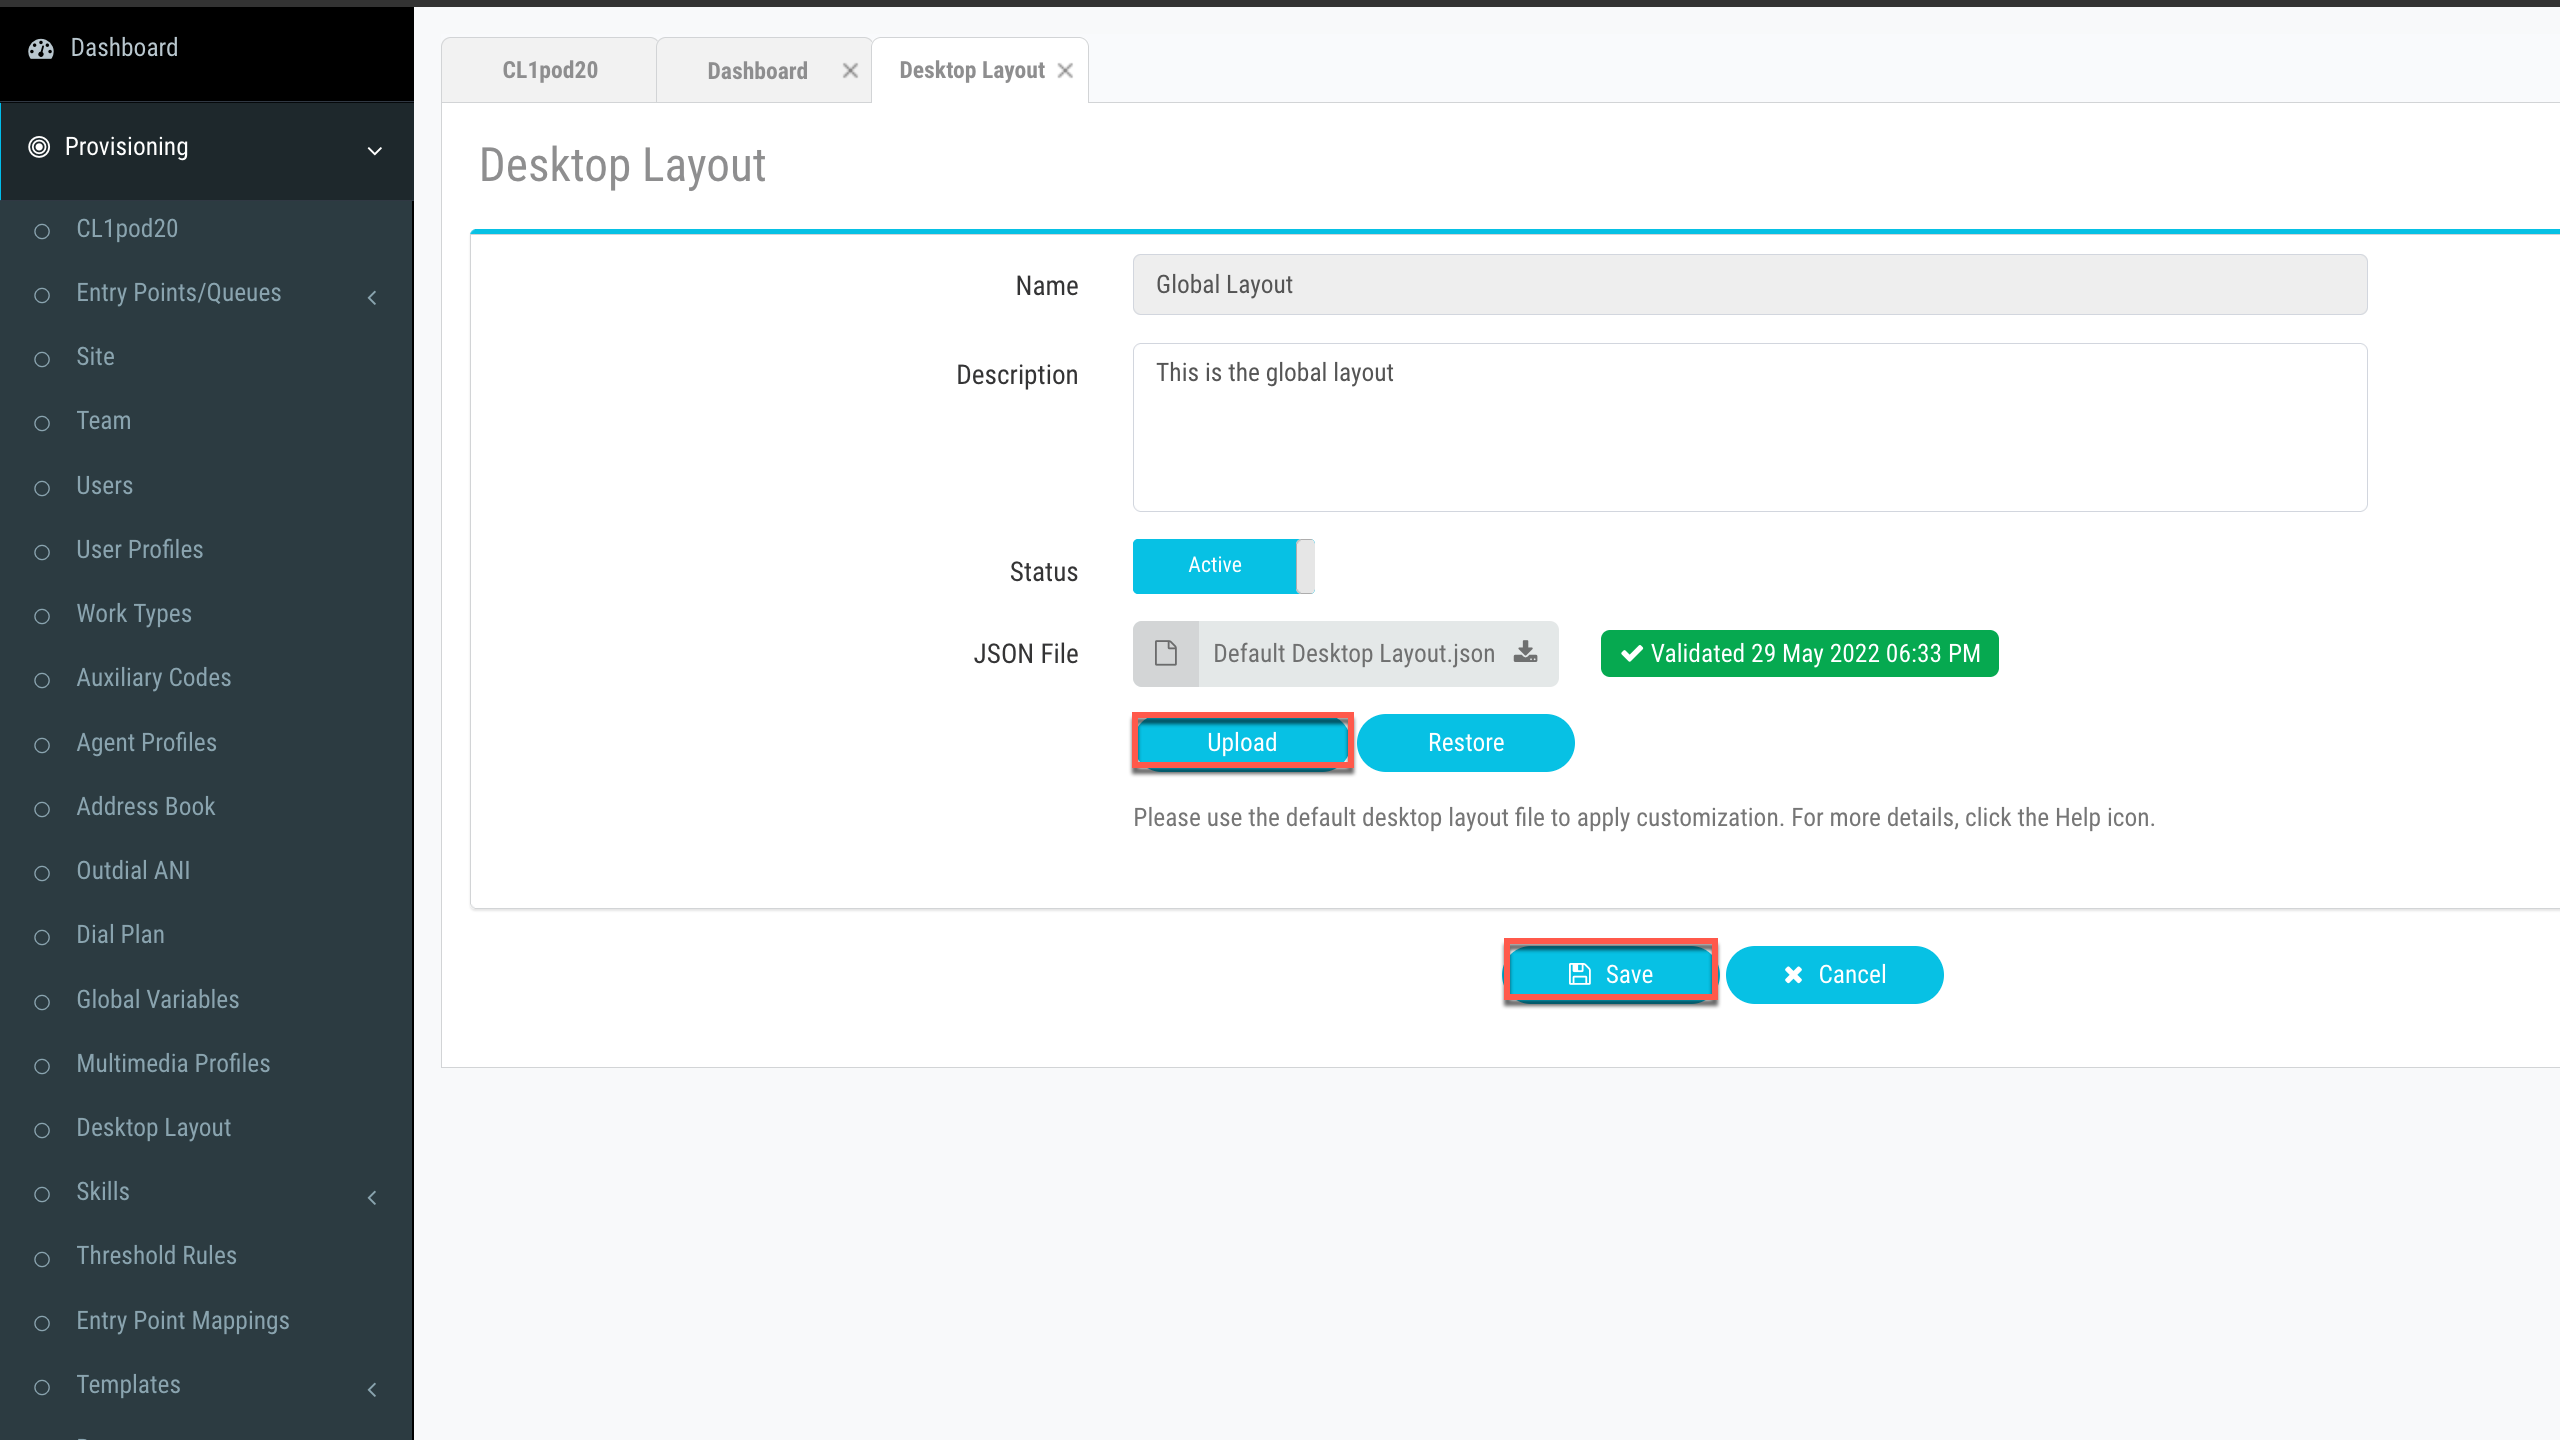 Dashboard
Provisioning
CL1pod20
Entry Points/Queues
Site
Team
Users
User Profiles
Work Types
Auxiliary Codes
Agent Profiles
Address Book
Outdial ANI
Dial Plan
Global Variables
Multimedia Profiles
Desktop Layout
Skills
Threshold Rules
Entry Point Mappings
Templates
CL1pod20
Dashboard
Desktop Layout
Desktop Layout
Name
Global Layout
Description
This is the global layout
Status
Active
JSON File
Default Desktop Layout.json
Validated 29 May 2022 06:33 PM
Upload
Restore
Please use the default desktop layout file to apply customization. For more details, click the Help icon.
Save
Cancel